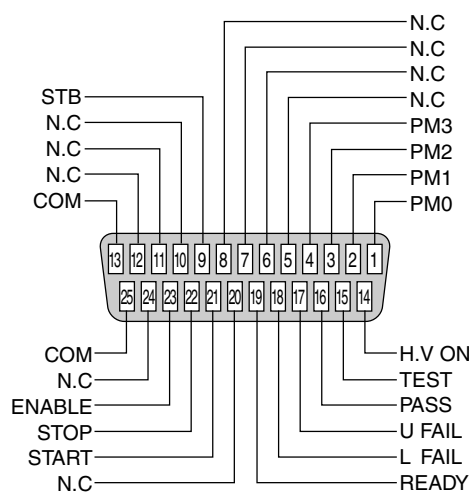 N.C
N.C
N.C
N.C
PM3
PM2
PM1
PM0
STB
N.C
N.C
N.C
COM
13 12 11 10 9 8 7 6 5 4 3 2 1
25 24 23 22 21 20 19 18 17 16 15 14
COM
N.C
ENABLE
STOP
START
N.C
H.V ON
TEST
PASS
U FAIL
L FAIL
READY